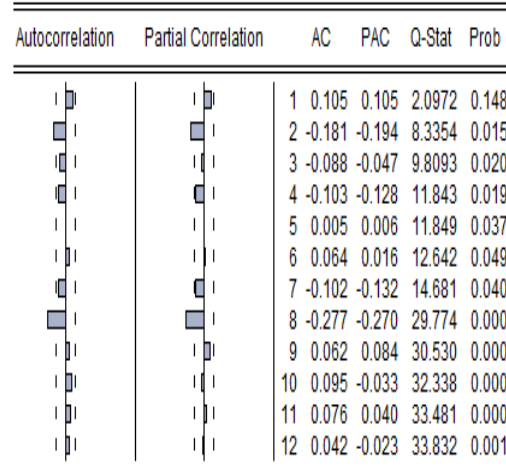 Autocorrelation Partial Correlation AC PAC Q-Stat Prob
1 0.105 0.105 2.0972 0.148
2 -0.181 -0.194 8.3354 0.015
3 -0.088 -0.047 9.8093 0.020
4 -0.103 -0.128 11.843 0.019
5 0.005 0.006 11.849 0.037
6 0.064 0.016 12.642 0.049
7 -0.102 -0.132 14.681 0.040
8 -0.277 -0.270 29.774 0.000
9 0.062 0.084 30.530 0.000
10 0.095 -0.033 32.338 0.000
11 0.076 0.040 33.481 0.000
12 0.042 -0.023 33.832 0.001